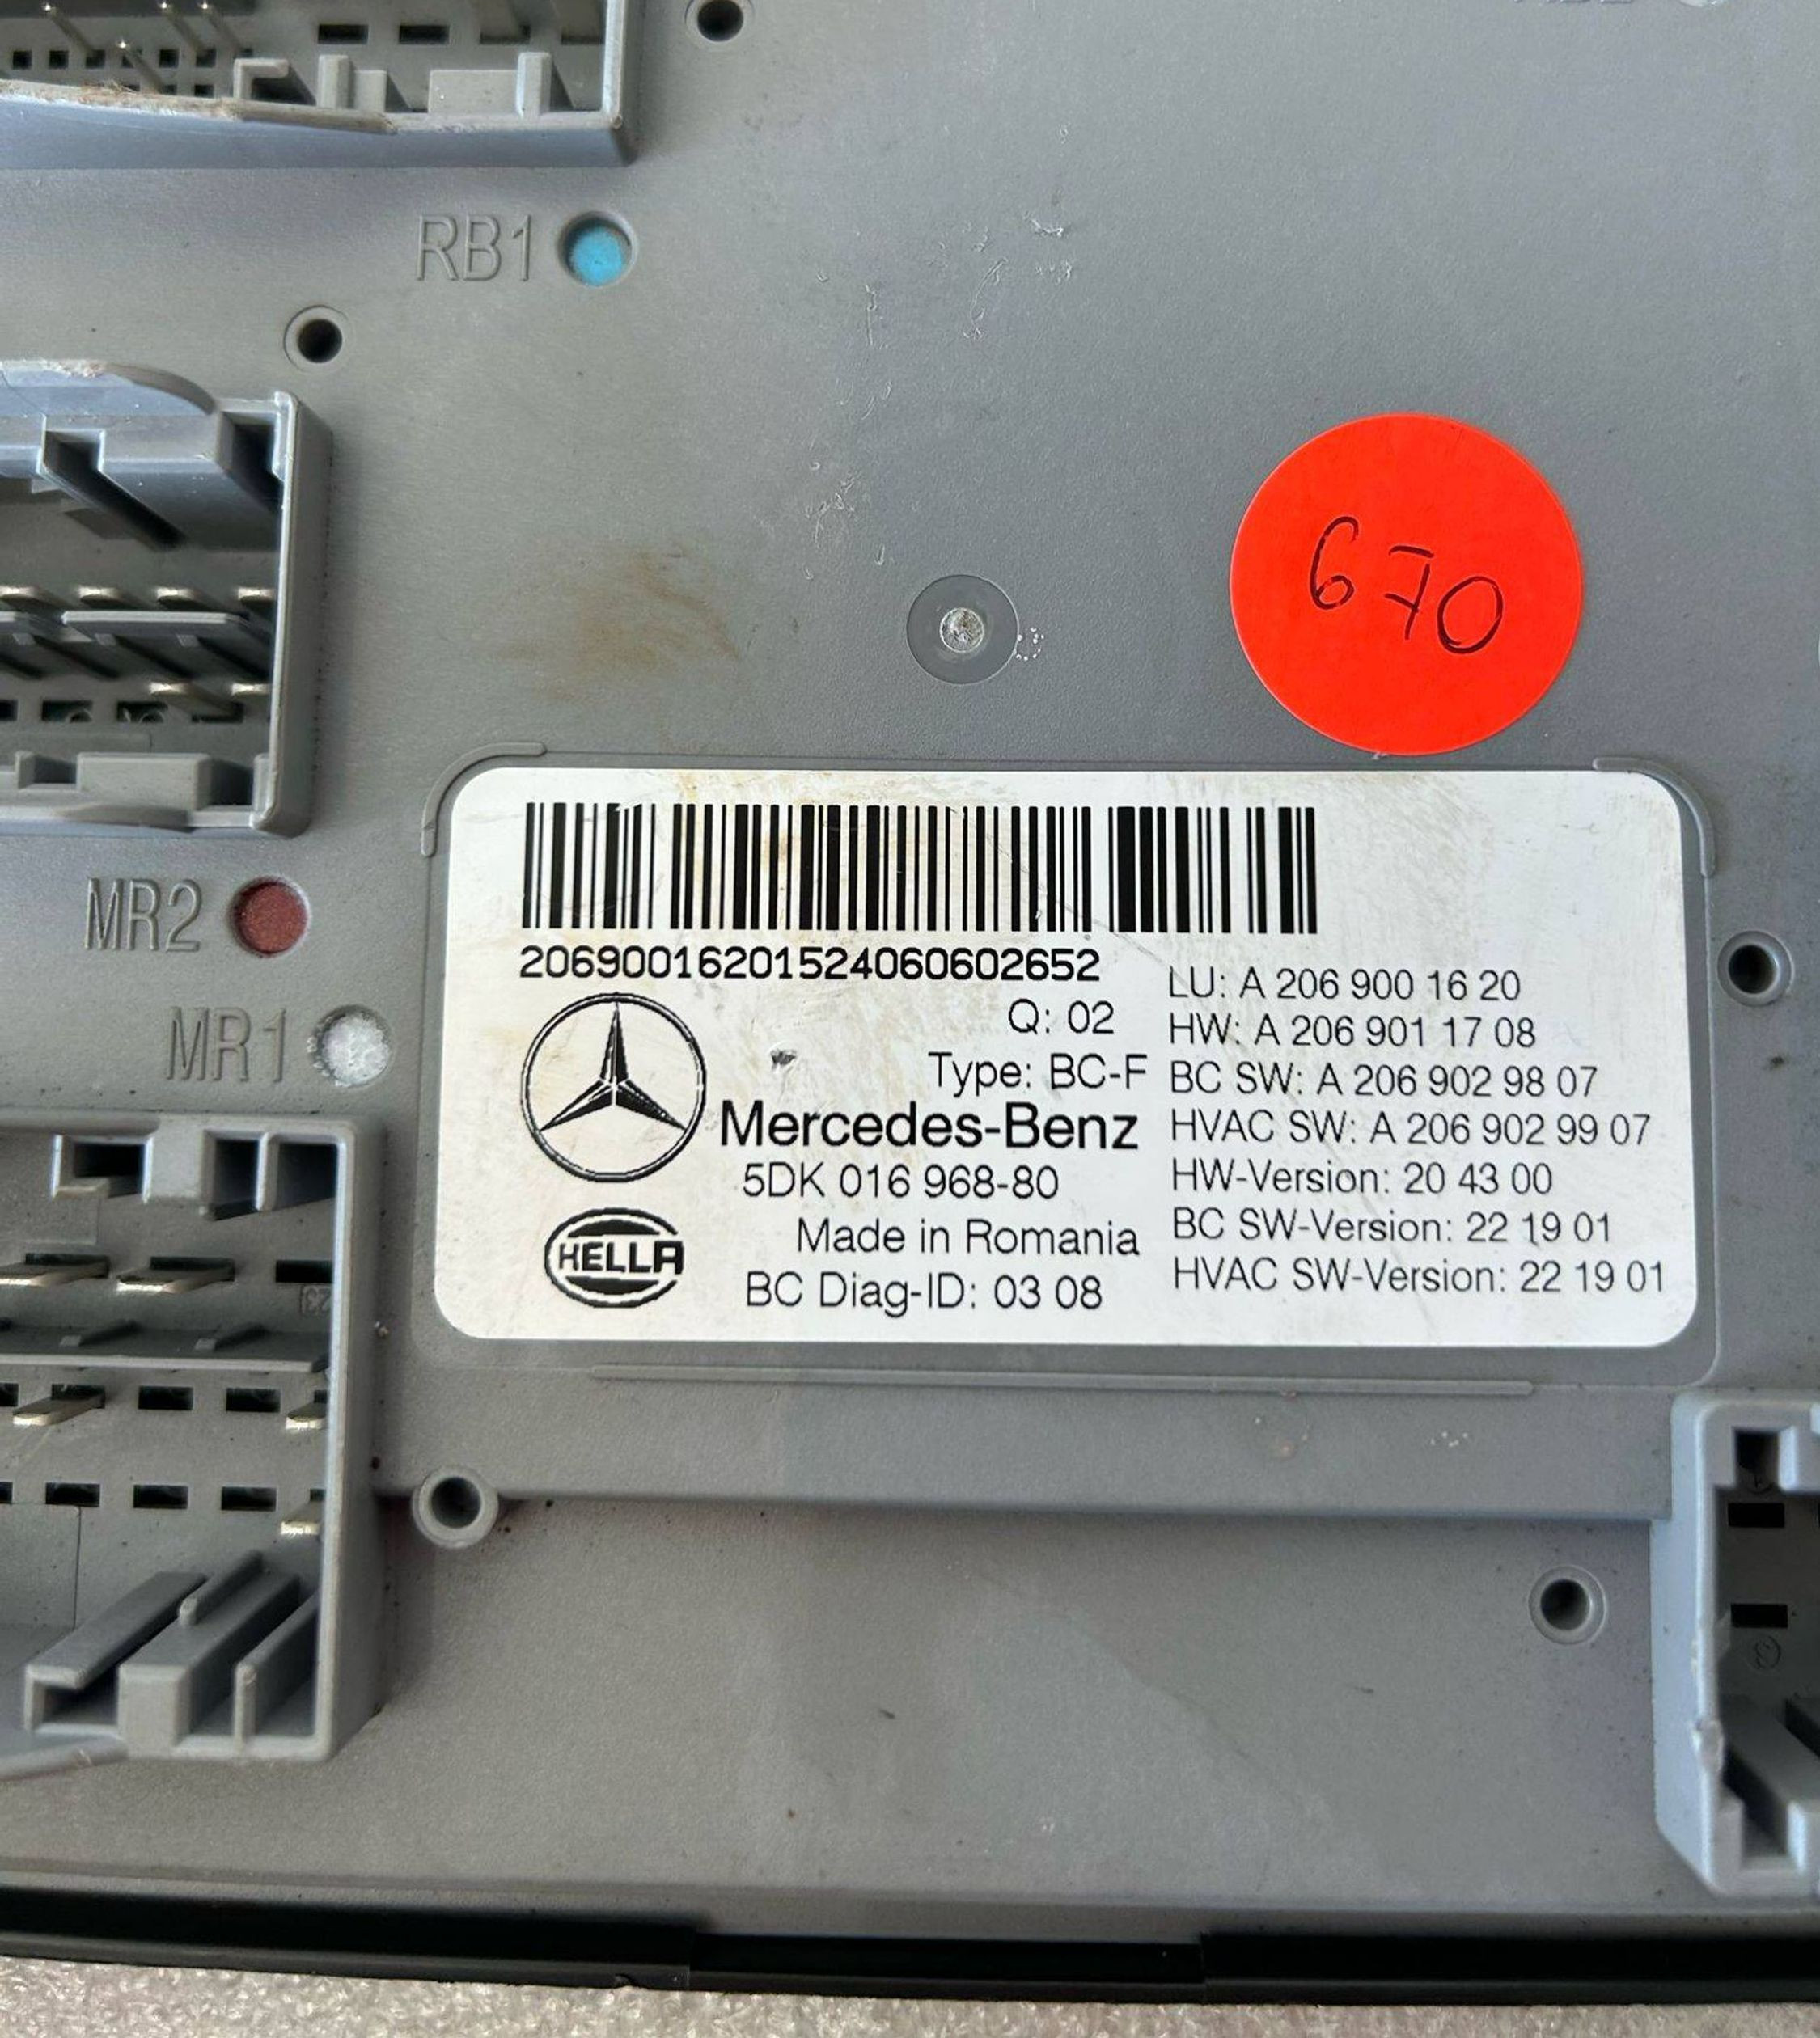 RB1
670
MR2
MR1
20690016201524060602652
Q: 02
Type: BC-F
Mercedes-Benz
5DK 016 968-80
HELLA
Made in Romania
BC Diag-ID: 03 08
LU: A 206 900 16 20
HW: A 206 901 17 08
BC SW: A 206 902 98 07
HVAC SW: A 206 902 99 07
HW-Version: 20 43 00
BC SW-Version: 22 19 01
HVAC SW-Version: 22 19 01